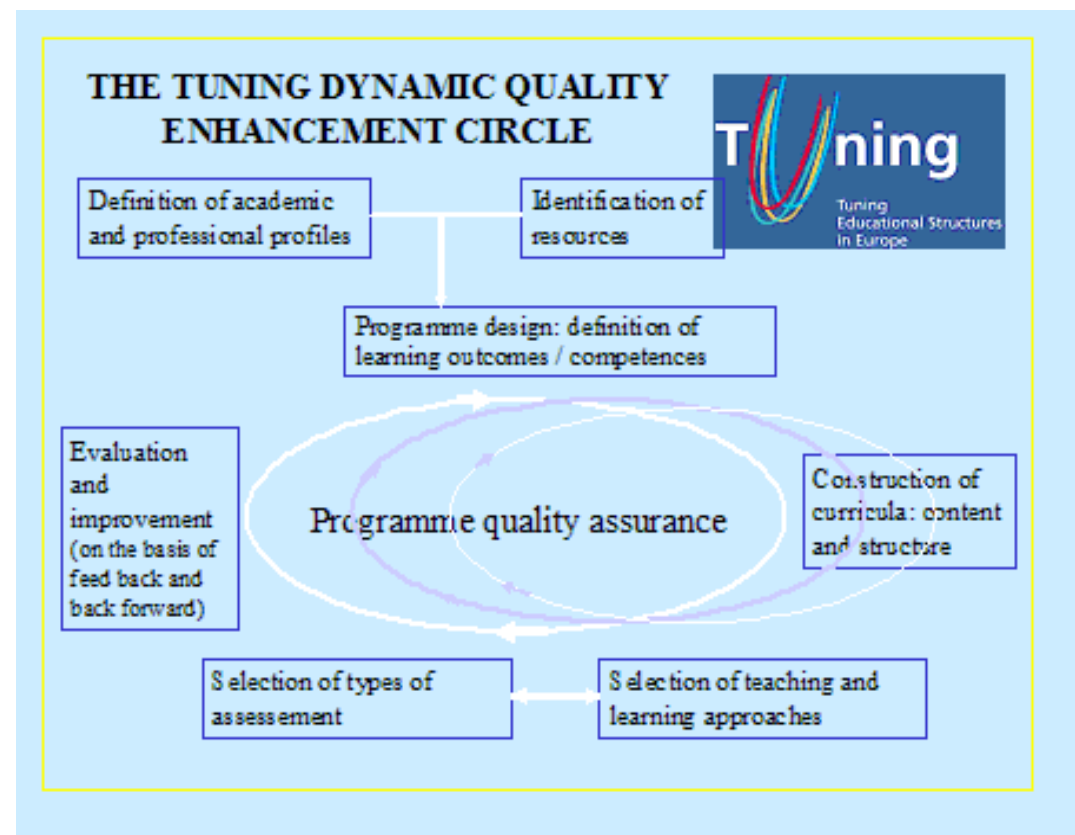 THE TUNING DYNAMIC QUALITY
ENHANCEMENT CIRCLE
Tuning
Tuning
Educational Structures
in Europe
Definition of academic
and professional profiles
Identification of
resources
Programme design: definition of
learning outcomes / competences
Evaluation
and
improvement
(on the basis of
feed back and
back forward)
Programme quality assurance
Construction of
curricula: content
and structure
Selection of types of
assessement
Selection of teaching and
learning approaches